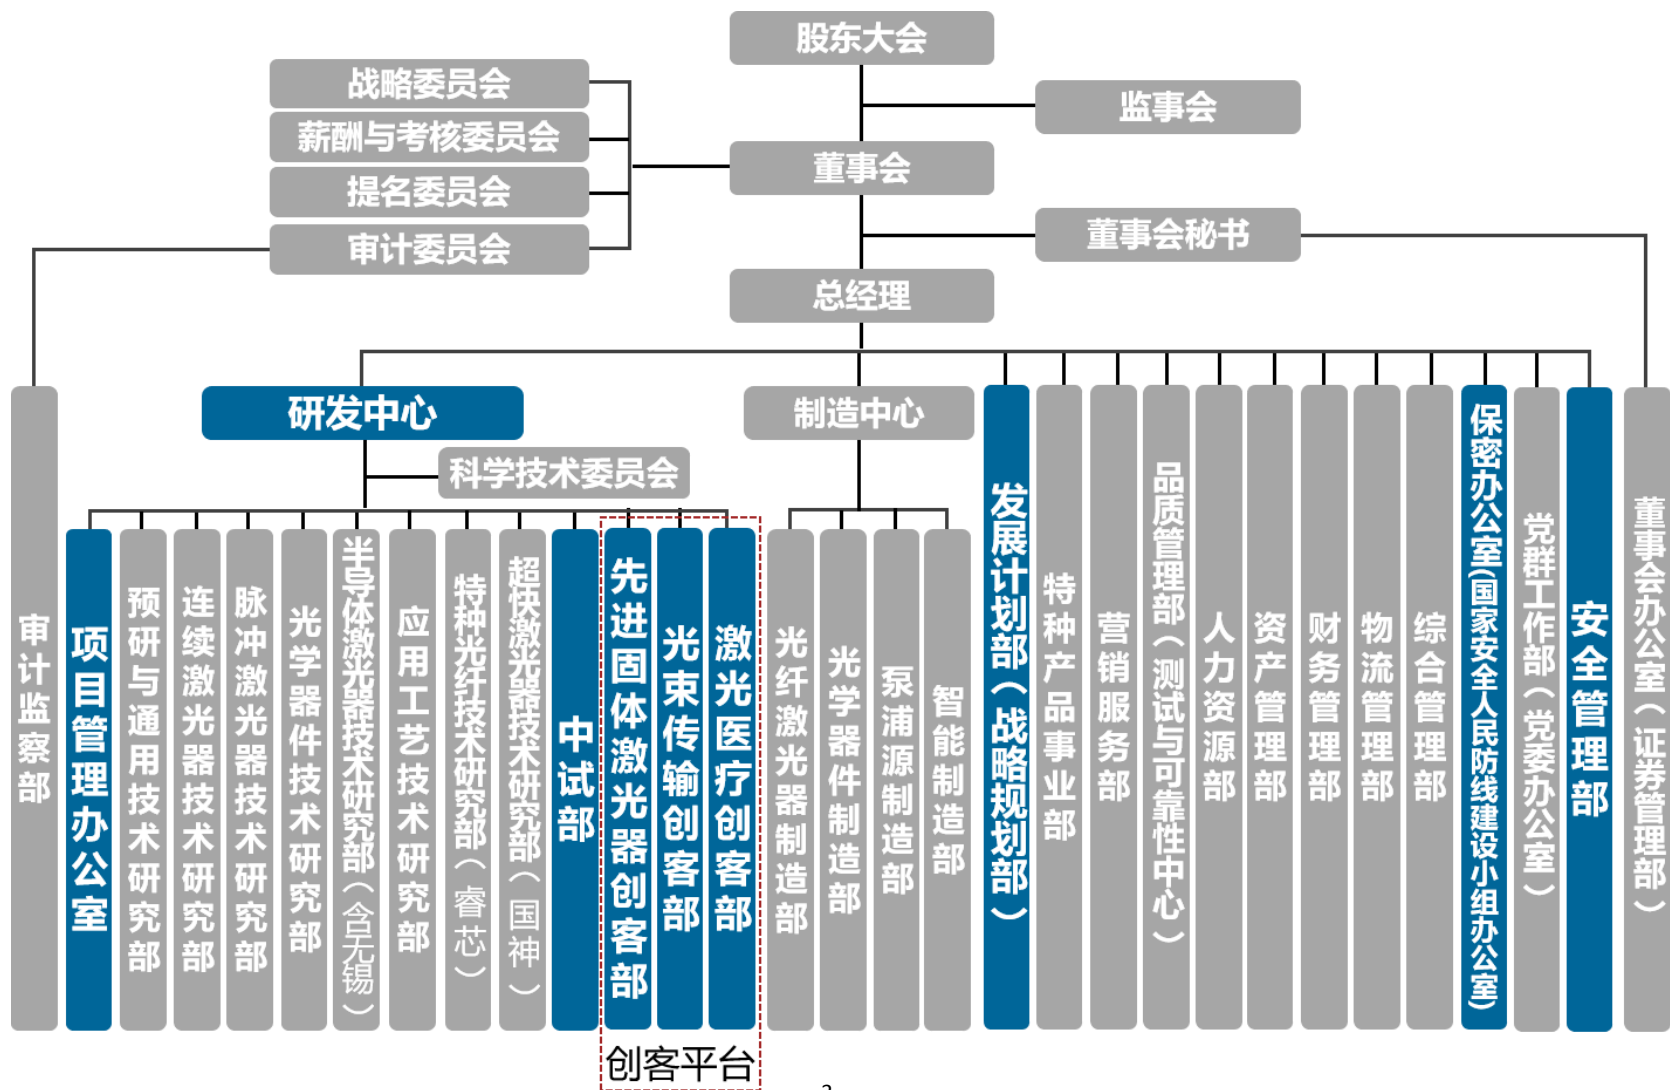 股东大会
战略委员会
监事会
薪酬与考核委员会
董事会
提名委员会
董事会秘书
审计委员会
总经理
研发中心
制造中心
科学技术委员会
审计监察部
项目管理办公室
预研与通用技术研究部
连续激光器技术研究部
脉冲激光器技术研究部
光学器件技术研究部
半导体激光器技术研究部（含无锡）
应用工艺技术研究部
特种光纤技术研究部（睿芯）
超快激光器技术研究部（国神）
中试部
先进固体激光器创客部
光束传输创客部
激光医疗创客部
光纤激光器制造部
光学器件制造部
泵浦源制造部
智能制造部
发展计划部（战略规划部）
特种产品事业部
营销服务部
品质管理部（测试与可靠性中心）
人力资源部
资产管理部
财务管理部
物流管理部
综合管理部
保密办公室(国家安全人民防线建设小组办公室)
党群工作部（党委办公室）
安全管理部
董事会办公室（证券管理部）
创客平台